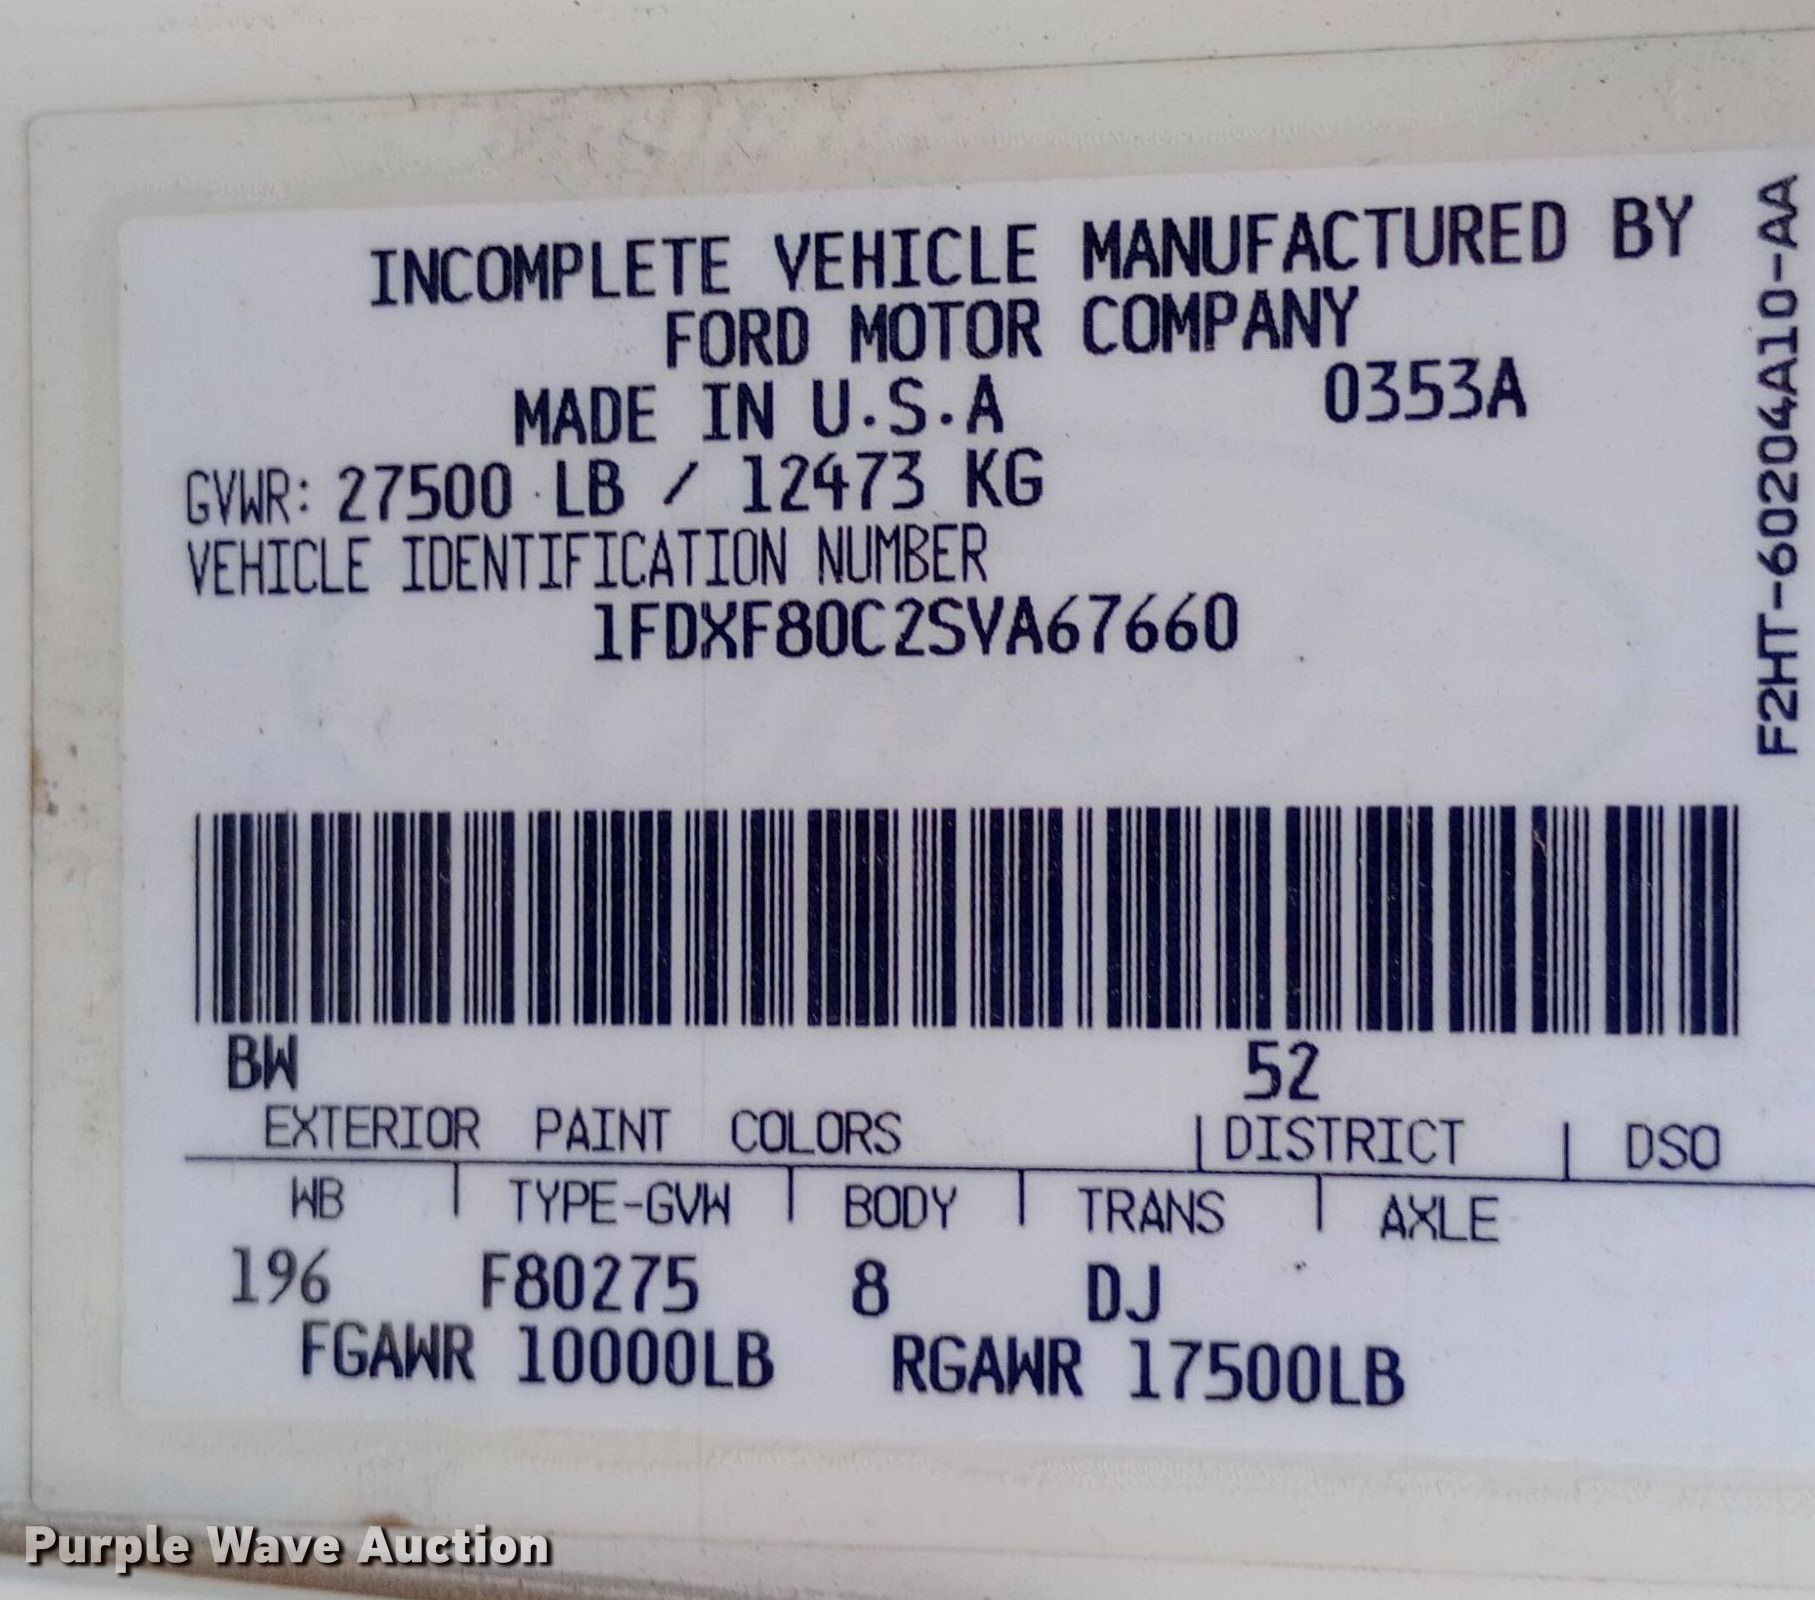 INCOMPLETE VEHICLE MANUFACTURED BY
FORD MOTOR COMPANY
MADE IN U.S.A 0353A
GVWR: 27500 LB / 12473 KG
VEHICLE IDENTIFICATION NUMBER
1FDXF80C2SVA67660
F2HT-60204A10-AA
BW 52
EXTERIOR PAINT COLORS | DISTRICT | DSO
WB | TYPE-GVW | BODY | TRANS | AXLE
196 F80275 8 DJ
FGAWR 10000LB RGAWR 17500LB
Purple Wave Auction